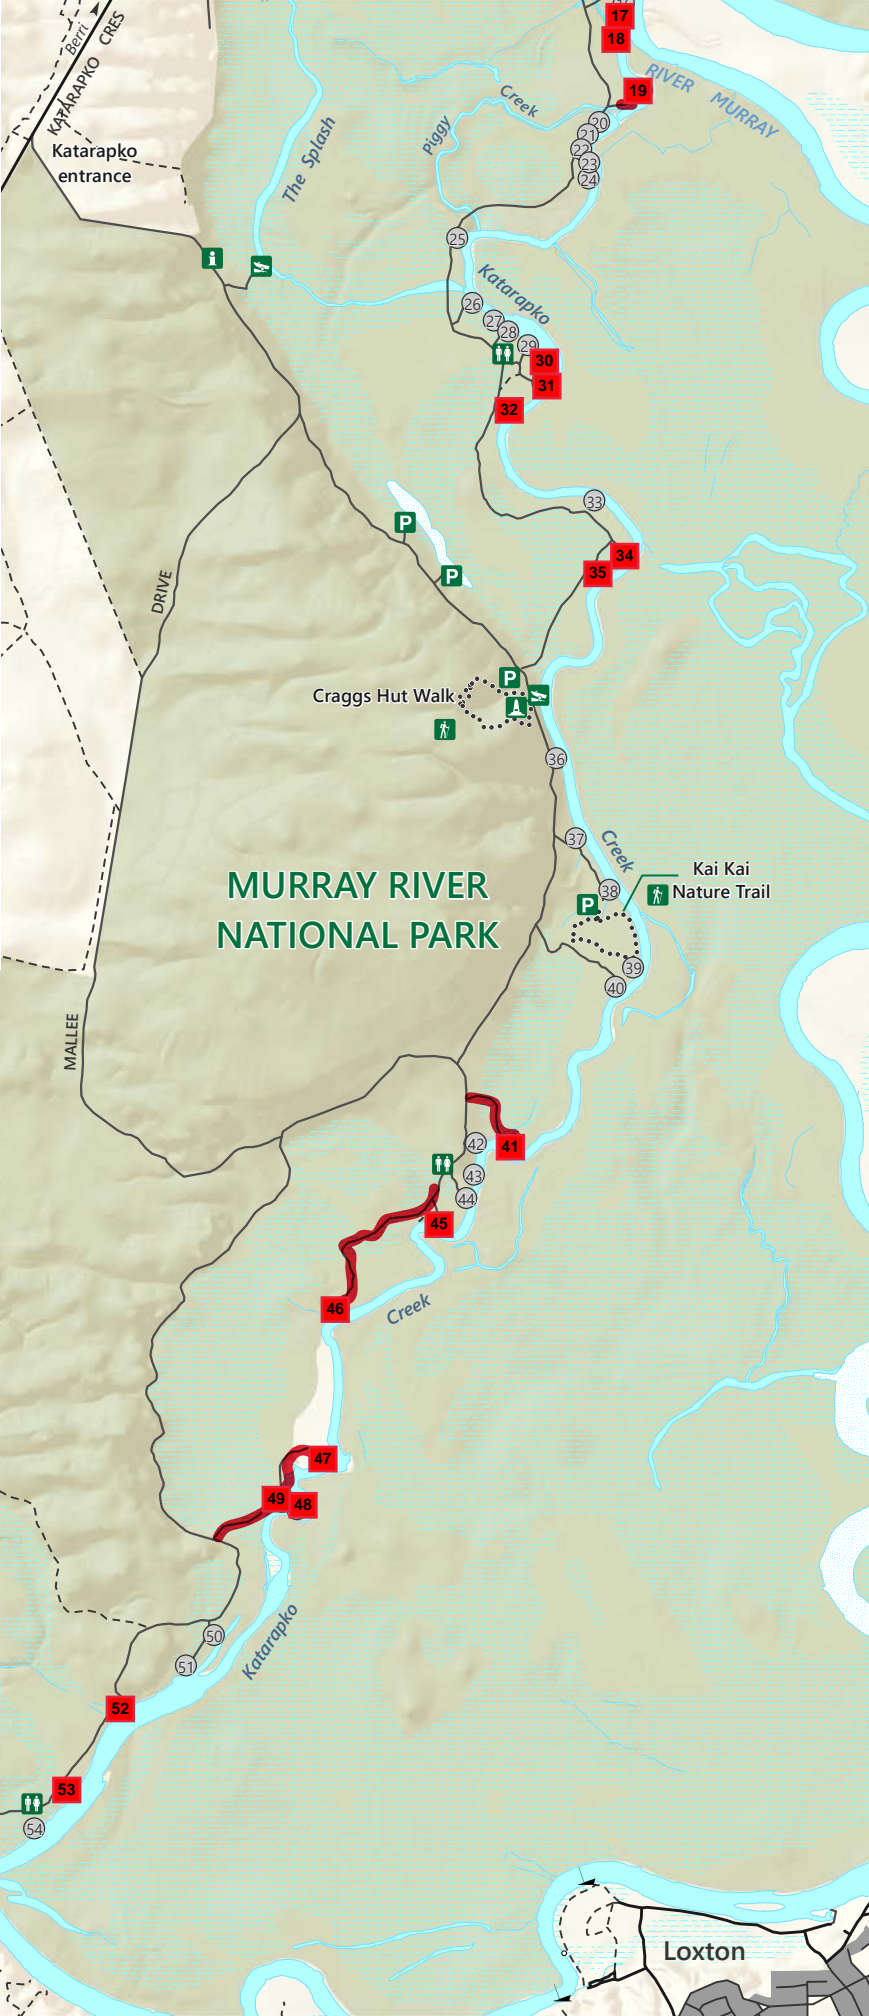 17
18
19
RIVER MURRAY
Berri
KATARAPKO CRES
Katarapko
entrance
The Splash
Piggy
Creek
20
21
22
23
24
25
i
Katarapko
26
27
28
29
30
31
32
33
P
34
35
P
DRIVE
P
Craggs Hut Walk
36
37
Creek
Kai Kai
Nature Trail
38
P
MURRAY RIVER
NATIONAL PARK
39
40
MALLEE
41
42
43
44
45
46
Creek
47
49
48
50
51
Katarapko
52
53
54
Loxton